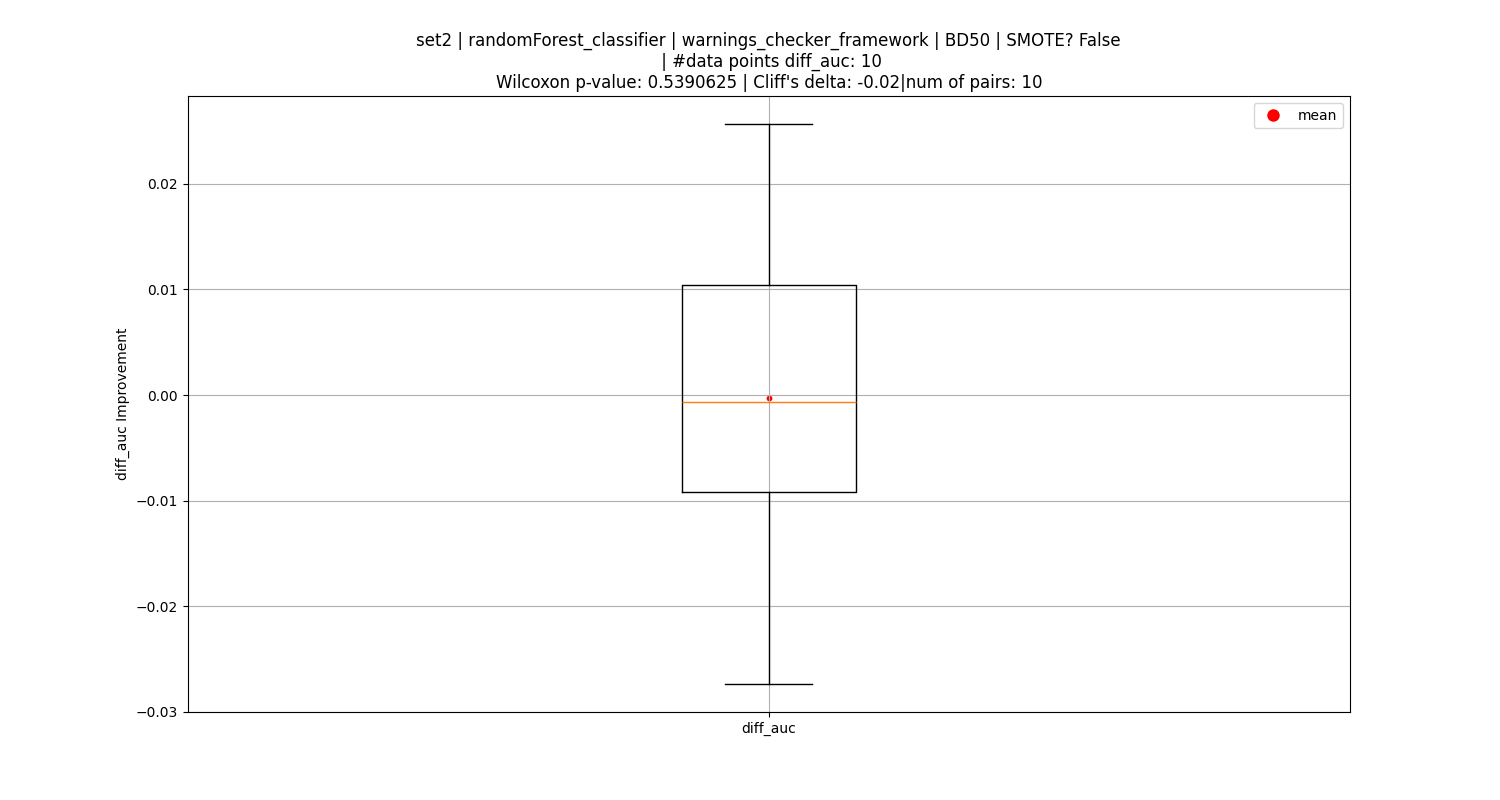 set2 | randomForest_classifier | warnings_checker_framework | BD50 | SMOTE? False
| #data points diff_auc: 10
Wilcoxon p-value: 0.5390625 | Cliff's delta: -0.02|num of pairs: 10
mean
0.02
0.01
0.00
−0.01
−0.02
−0.03
diff_auc Improvement
diff_auc